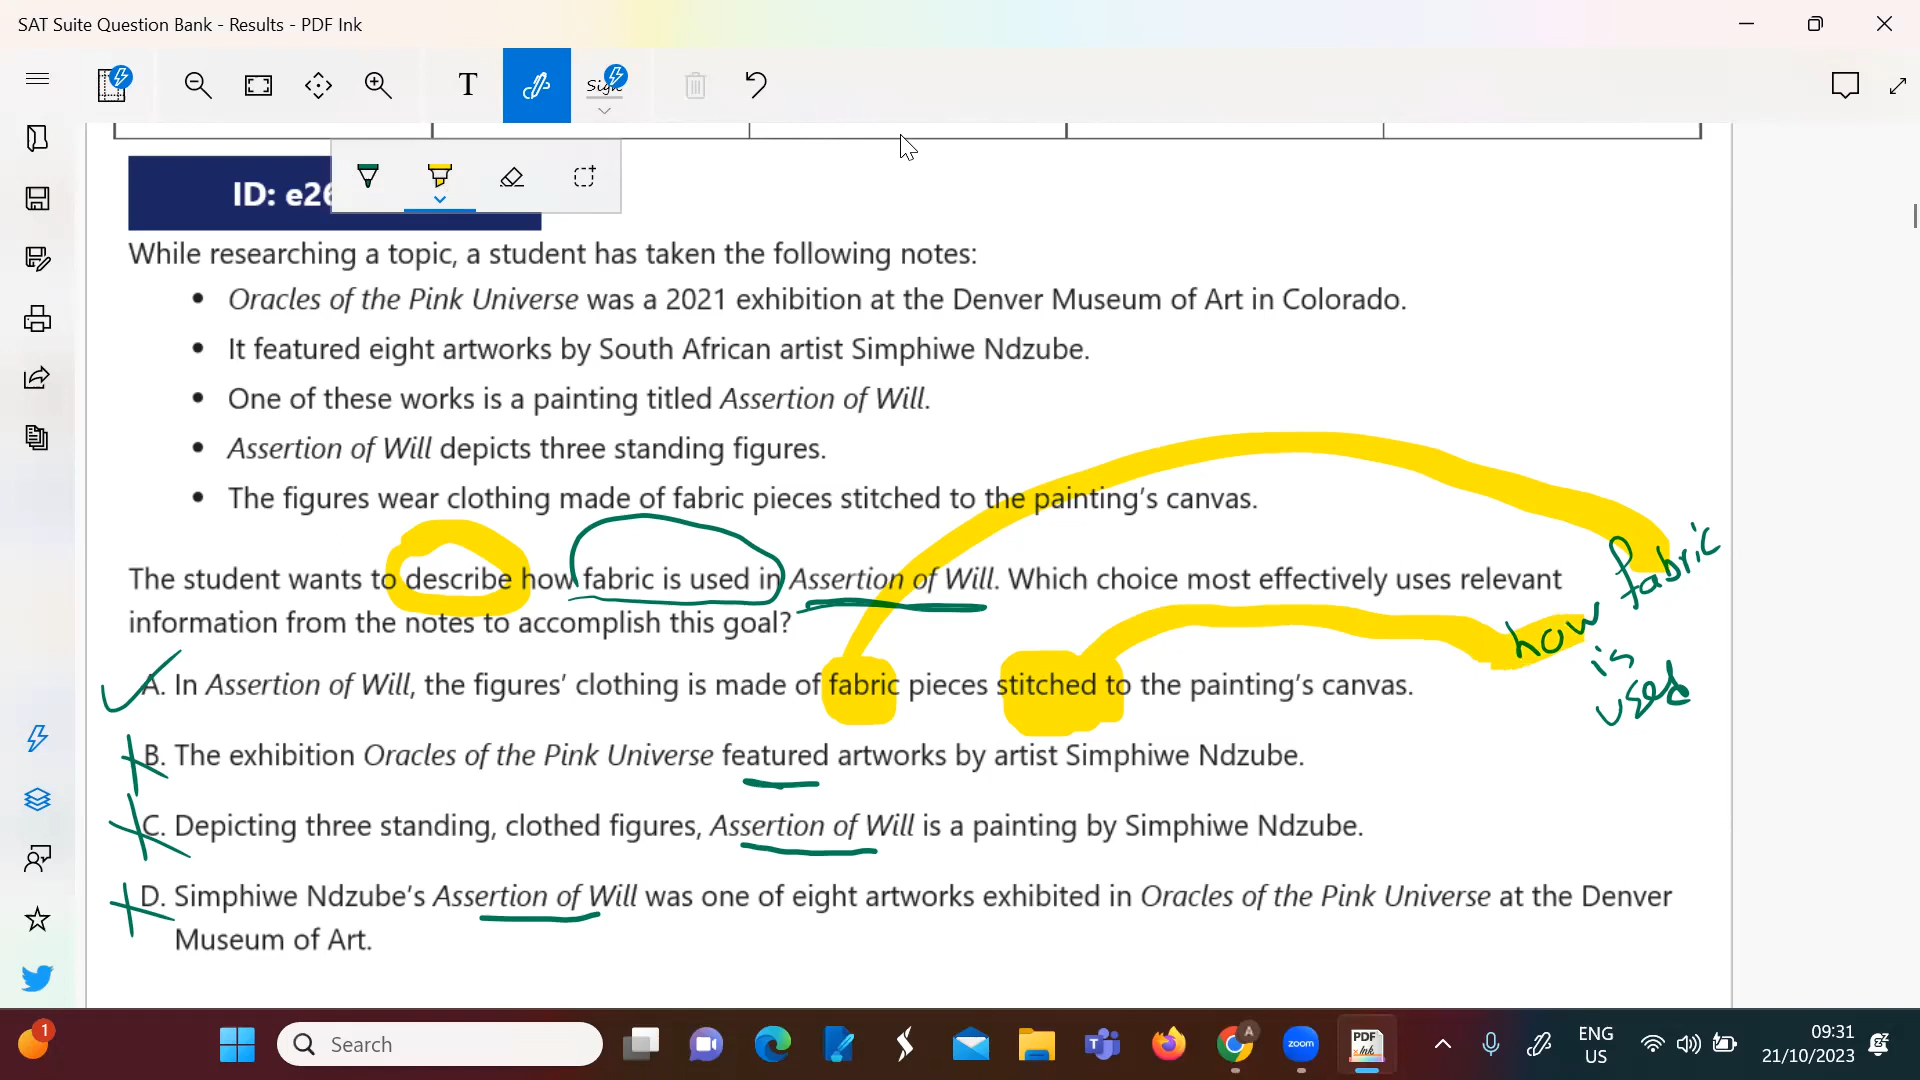 SAT Suite Question Bank - Results - PDF Ink
T
Sign
ID: e26
While researching a topic, a student has taken the following notes:
• Oracles of the Pink Universe was a 2021 exhibition at the Denver Museum of Art in Colorado.
• It featured eight artworks by South African artist Simphiwe Ndzube.
• One of these works is a painting titled Assertion of Will.
• Assertion of Will depicts three standing figures.
• The figures wear clothing made of fabric pieces stitched to the painting's canvas.
The student wants to describe how fabric is used in Assertion of Will. Which choice most effectively uses relevant
information from the notes to accomplish this goal?
how fabric
is
used
A. In Assertion of Will, the figures' clothing is made of fabric pieces stitched to the painting's canvas.
B. The exhibition Oracles of the Pink Universe featured artworks by artist Simphiwe Ndzube.
C. Depicting three standing, clothed figures, Assertion of Will is a painting by Simphiwe Ndzube.
D. Simphiwe Ndzube's Assertion of Will was one of eight artworks exhibited in Oracles of the Pink Universe at the Denver
Museum of Art.
1
Search
A
zoom
PDF
Ink
ENG
US
09:31
21/10/2023